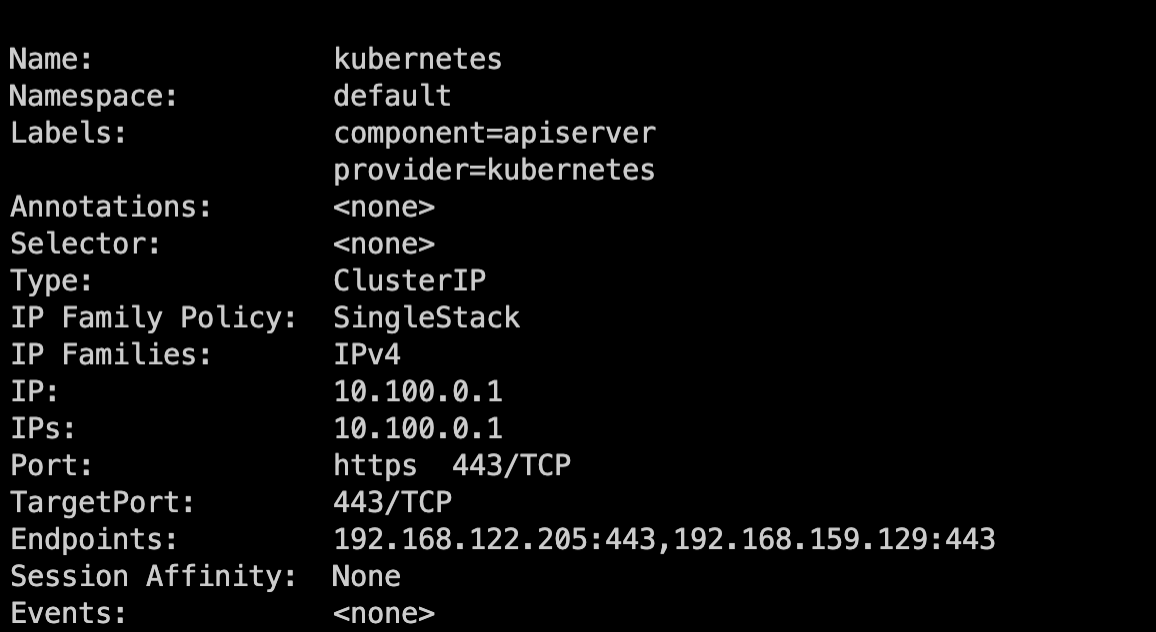 Name:              kubernetes
Namespace:         default
Labels:            component=apiserver
                   provider=kubernetes
Annotations:       <none>
Selector:          <none>
Type:              ClusterIP
IP Family Policy:  SingleStack
IP Families:       IPv4
IP:                10.100.0.1
IPs:               10.100.0.1
Port:              https  443/TCP
TargetPort:        443/TCP
Endpoints:         192.168.122.205:443,192.168.159.129:443
Session Affinity:  None
Events:            <none>